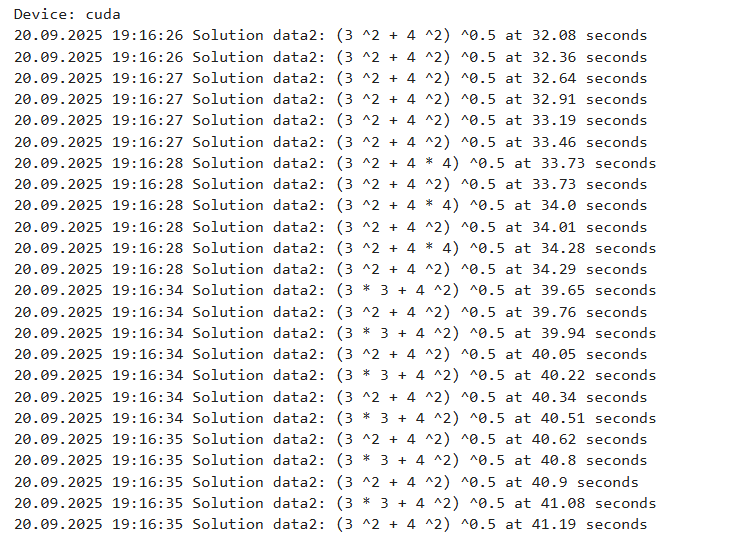 Device: cuda
20.09.2025 19:16:26 Solution data2: (3 ^2 + 4 ^2) ^0.5 at 32.08 seconds
20.09.2025 19:16:26 Solution data2: (3 ^2 + 4 ^2) ^0.5 at 32.36 seconds
20.09.2025 19:16:27 Solution data2: (3 ^2 + 4 ^2) ^0.5 at 32.64 seconds
20.09.2025 19:16:27 Solution data2: (3 ^2 + 4 ^2) ^0.5 at 32.91 seconds
20.09.2025 19:16:27 Solution data2: (3 ^2 + 4 ^2) ^0.5 at 33.19 seconds
20.09.2025 19:16:27 Solution data2: (3 ^2 + 4 ^2) ^0.5 at 33.46 seconds
20.09.2025 19:16:28 Solution data2: (3 ^2 + 4 * 4) ^0.5 at 33.73 seconds
20.09.2025 19:16:28 Solution data2: (3 ^2 + 4 ^2) ^0.5 at 33.73 seconds
20.09.2025 19:16:28 Solution data2: (3 ^2 + 4 * 4) ^0.5 at 34.0 seconds
20.09.2025 19:16:28 Solution data2: (3 ^2 + 4 ^2) ^0.5 at 34.01 seconds
20.09.2025 19:16:28 Solution data2: (3 ^2 + 4 * 4) ^0.5 at 34.28 seconds
20.09.2025 19:16:28 Solution data2: (3 ^2 + 4 ^2) ^0.5 at 34.29 seconds
20.09.2025 19:16:34 Solution data2: (3 * 3 + 4 ^2) ^0.5 at 39.65 seconds
20.09.2025 19:16:34 Solution data2: (3 ^2 + 4 ^2) ^0.5 at 39.76 seconds
20.09.2025 19:16:34 Solution data2: (3 * 3 + 4 ^2) ^0.5 at 39.94 seconds
20.09.2025 19:16:34 Solution data2: (3 ^2 + 4 ^2) ^0.5 at 40.05 seconds
20.09.2025 19:16:34 Solution data2: (3 * 3 + 4 ^2) ^0.5 at 40.22 seconds
20.09.2025 19:16:34 Solution data2: (3 ^2 + 4 ^2) ^0.5 at 40.34 seconds
20.09.2025 19:16:34 Solution data2: (3 * 3 + 4 ^2) ^0.5 at 40.51 seconds
20.09.2025 19:16:35 Solution data2: (3 ^2 + 4 ^2) ^0.5 at 40.62 seconds
20.09.2025 19:16:35 Solution data2: (3 * 3 + 4 ^2) ^0.5 at 40.8 seconds
20.09.2025 19:16:35 Solution data2: (3 ^2 + 4 ^2) ^0.5 at 40.9 seconds
20.09.2025 19:16:35 Solution data2: (3 * 3 + 4 ^2) ^0.5 at 41.08 seconds
20.09.2025 19:16:35 Solution data2: (3 ^2 + 4 ^2) ^0.5 at 41.19 seconds